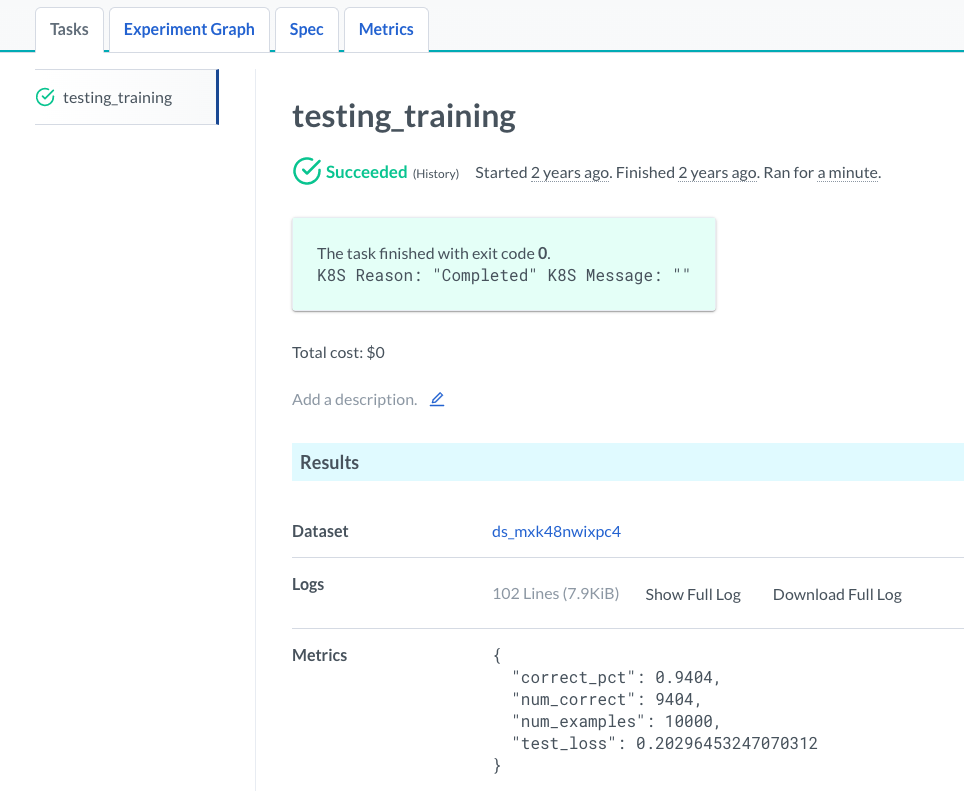 Tasks
Experiment Graph
Spec
Metrics
testing_training
testing_training
Succeeded (History) Started 2 years ago. Finished 2 years ago. Ran for a minute.
The task finished with exit code 0.
K8S Reason: "Completed" K8S Message: ""
Total cost: $0
Add a description.
Results
Dataset ds_mxk48nwixpc4
Logs 102 Lines (7.9KiB) Show Full Log Download Full Log
Metrics {
"correct_pct": 0.9404,
"num_correct": 9404,
"num_examples": 10000,
"test_loss": 0.20296453247070312
}